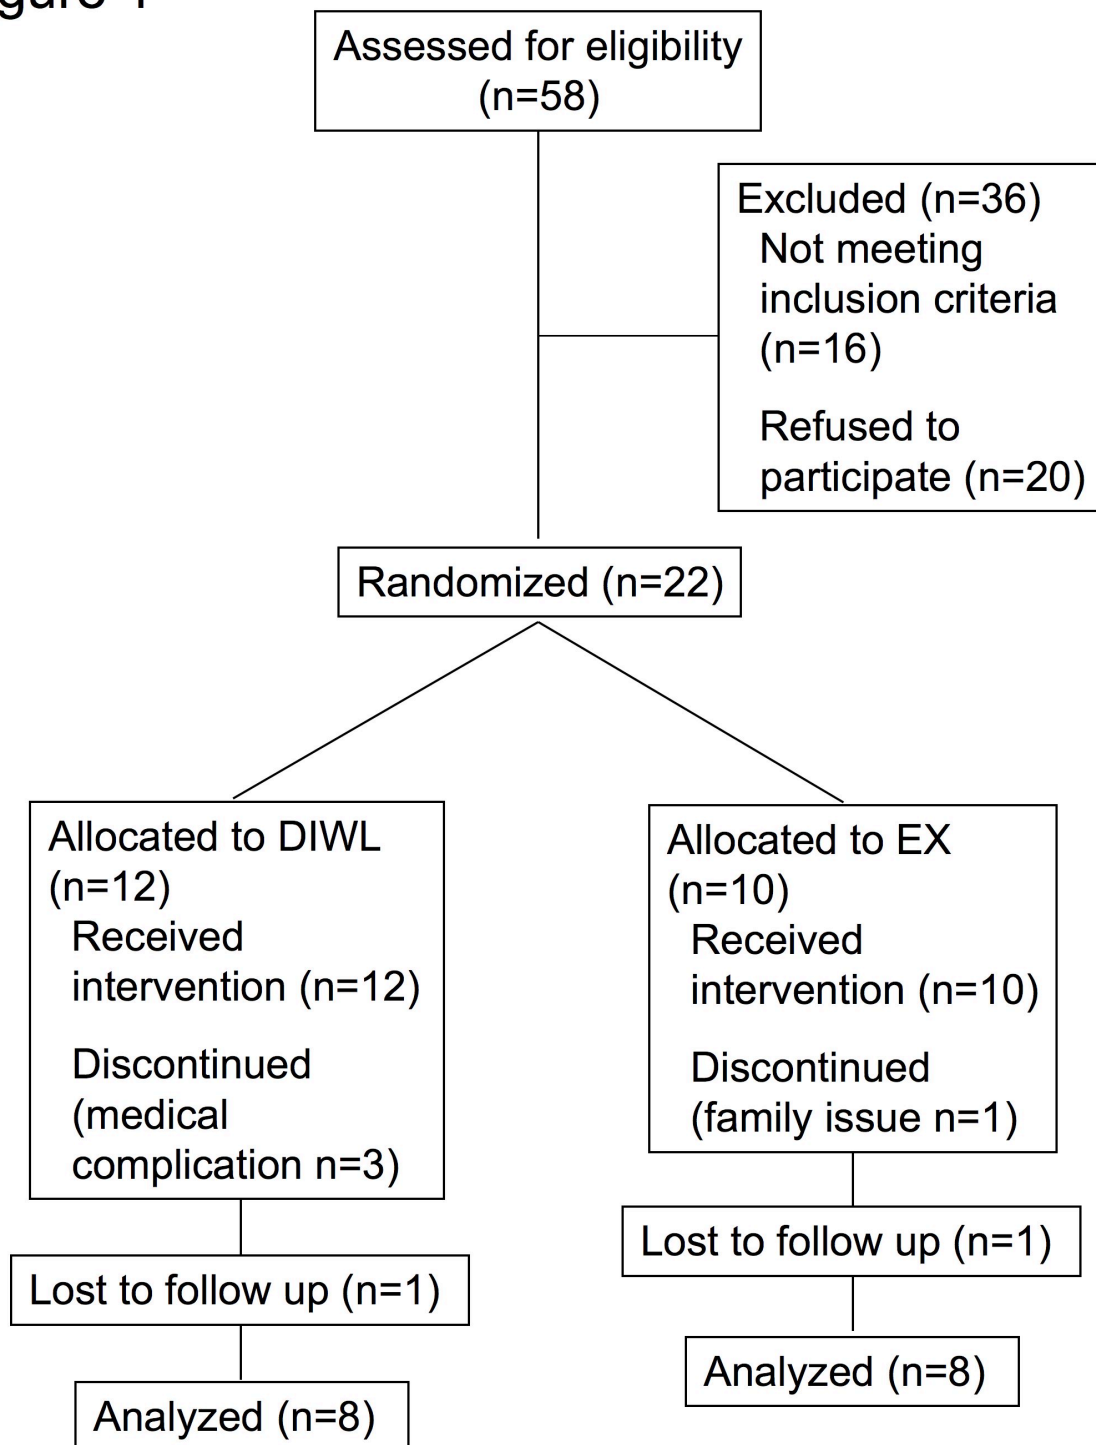 Assessed for eligibility
(n=58)
Excluded (n=36)
Not meeting
inclusion criteria
(n=16)
Refused to
participate (n=20)
Randomized (n=22)
Allocated to DIWL
(n=12)
Received
intervention (n=12)
Discontinued
(medical
complication n=3)
Lost to follow up (n=1)
Analyzed (n=8)
Allocated to EX
(n=10)
Received
intervention (n=10)
Discontinued
(family issue n=1)
Lost to follow up (n=1)
Analyzed (n=8)